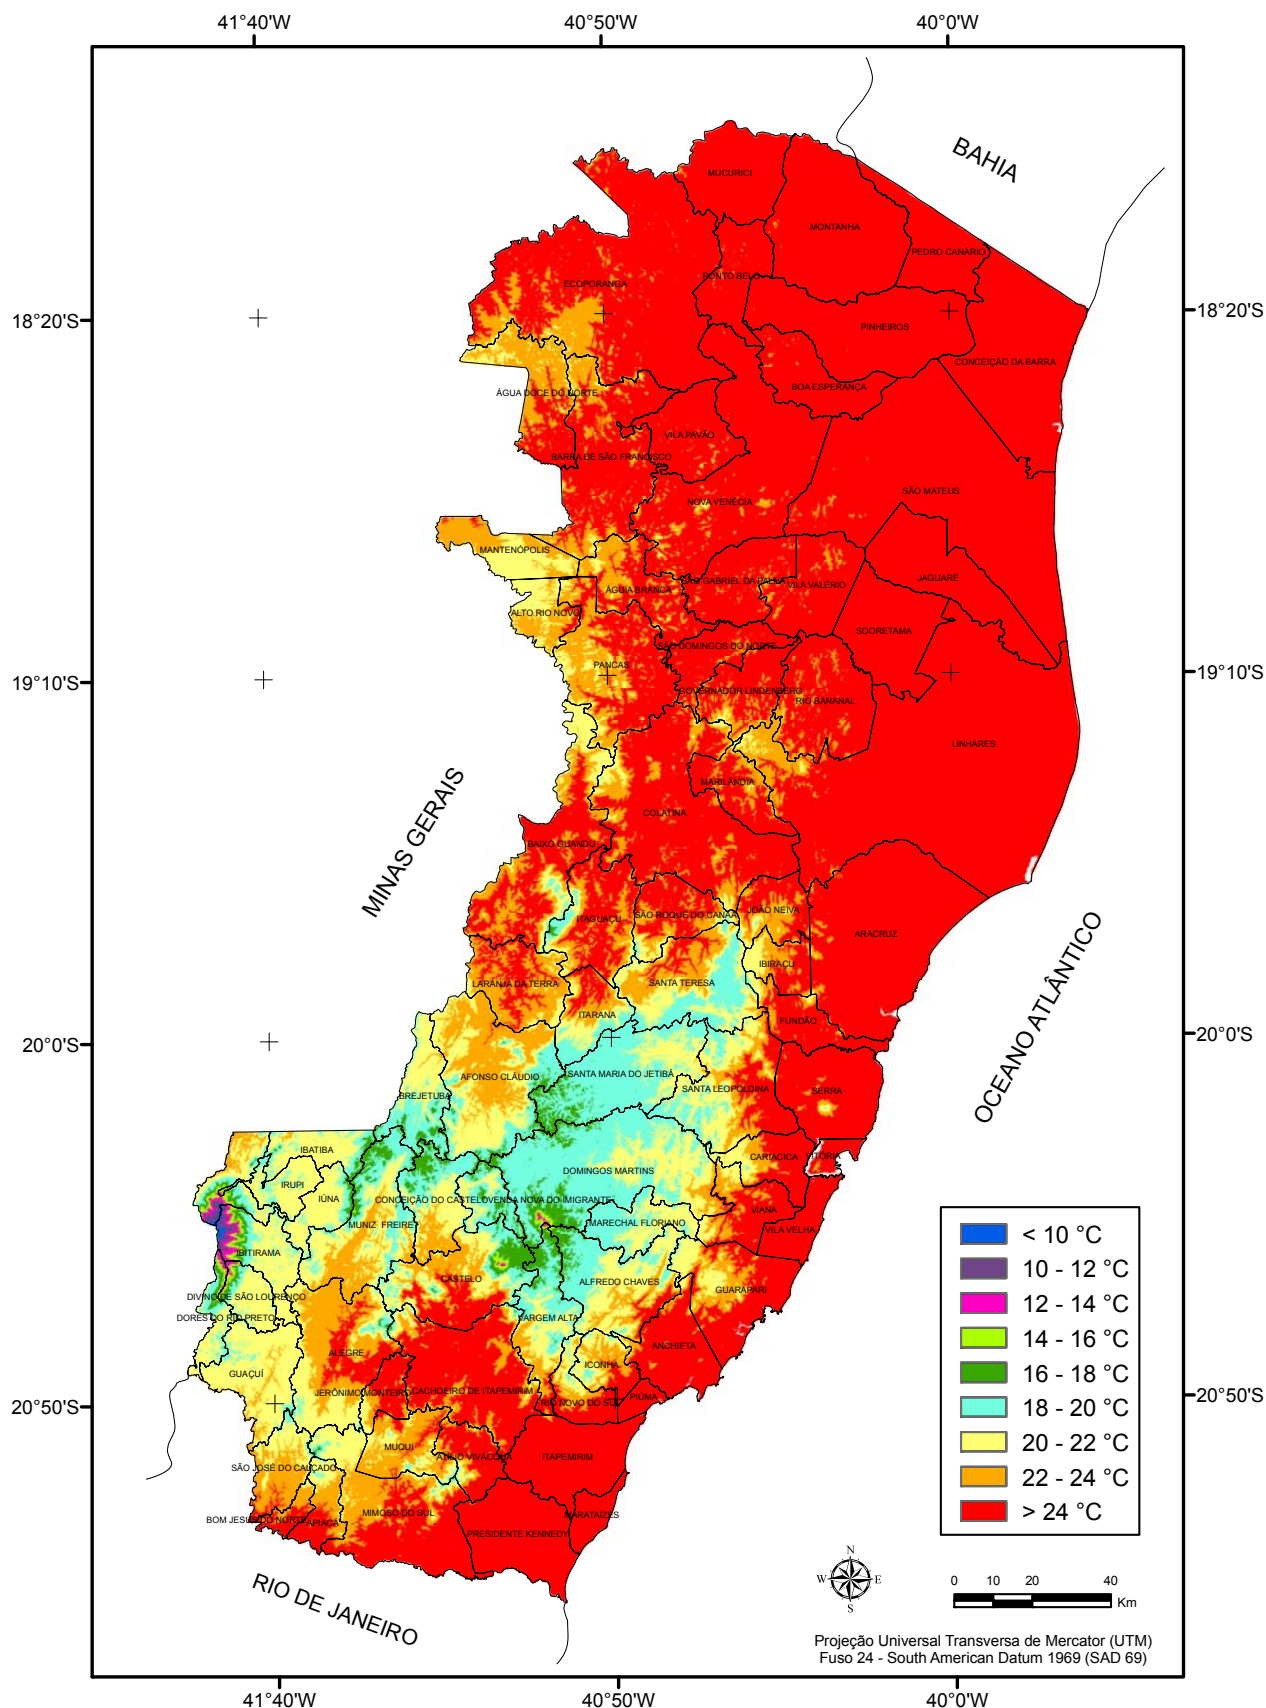 41°40'W 40°50'W 40°0'W
BAHIA
MUCURICI
MONTANHA
PEDRO CANÁRIO
PONTO BELO
ECOPORANGA
18°20'S 18°20'S
PINHEIROS
CONCEIÇÃO DA BARRA
BOA ESPERANÇA
ÁGUA DOCE DO NORTE
VILA PAVÃO
BARRA DE SÃO FRANCISCO
SÃO MATEUS
NOVA VENÉCIA
MANTENÓPOLIS
JAGUARÉ
SÃO GABRIEL DA PALHA
VILA VALÉRIO
ÁGUIA BRANCA
ALTO RIO NOVO
SOORETAMA
SÃO DOMINGOS DO NORTE
PANCAS
19°10'S 19°10'S
GOVERNADOR LINDENBERG
RIO BANANAL
LINHARES
MARILÂNDIA
MINAS GERAIS
COLATINA
BAIXO GUANDU
JOÃO NEIVA
SÃO ROQUE DO CANAÃ
ITAGUAÇU
ARACRUZ
IBIRAÇU
LARANJA DA TERRA
SANTA TERESA
ITARANA
FUNDÃO
OCEANO ATLÂNTICO
20°0'S 20°0'S
SANTA MARIA DO JETIBÁ
AFONSO CLÁUDIO
SANTA LEOPOLDINA
SERRA
BREJETUBA
IBATIBA
CARIACICA
VITÓRIA
DOMINGOS MARTINS
IRUPI
IÚNA
CONCEIÇÃO DO CASTELO
VENDA NOVA DO IMIGRANTE
VIANA
MUNIZ FREIRE
MARECHAL FLORIANO
VILA VELHA
IBITIRAMA
CASTELO
ALFREDO CHAVES
GUARAPARI
DIVINO DE SÃO LOURENÇO
DORES DO RIO PRETO
VARGEM ALTA
ANCHIETA
ALEGRE
ICONHA
GUAÇUÍ
JERÔNIMO MONTEIRO
CACHOEIRO DE ITAPEMIRIM
PIÚMA
RIO NOVO DO SUL
20°50'S 20°50'S
MUQUI
ATÍLIO VIVÁCQUA
ITAPEMIRIM
SÃO JOSÉ DO CALÇADO
MIMOSO DO SUL
MARATAÍZES
BOM JESUS DO NORTE
APIACÁ
PRESIDENTE KENNEDY
RIO DE JANEIRO
< 10 °C
10 - 12 °C
12 - 14 °C
14 - 16 °C
16 - 18 °C
18 - 20 °C
20 - 22 °C
22 - 24 °C
> 24 °C
N
W E
S
0 10 20 40
Km
Projeção Universal Transversa de Mercator (UTM)
Fuso 24 - South American Datum 1969 (SAD 69)
41°40'W 40°50'W 40°0'W